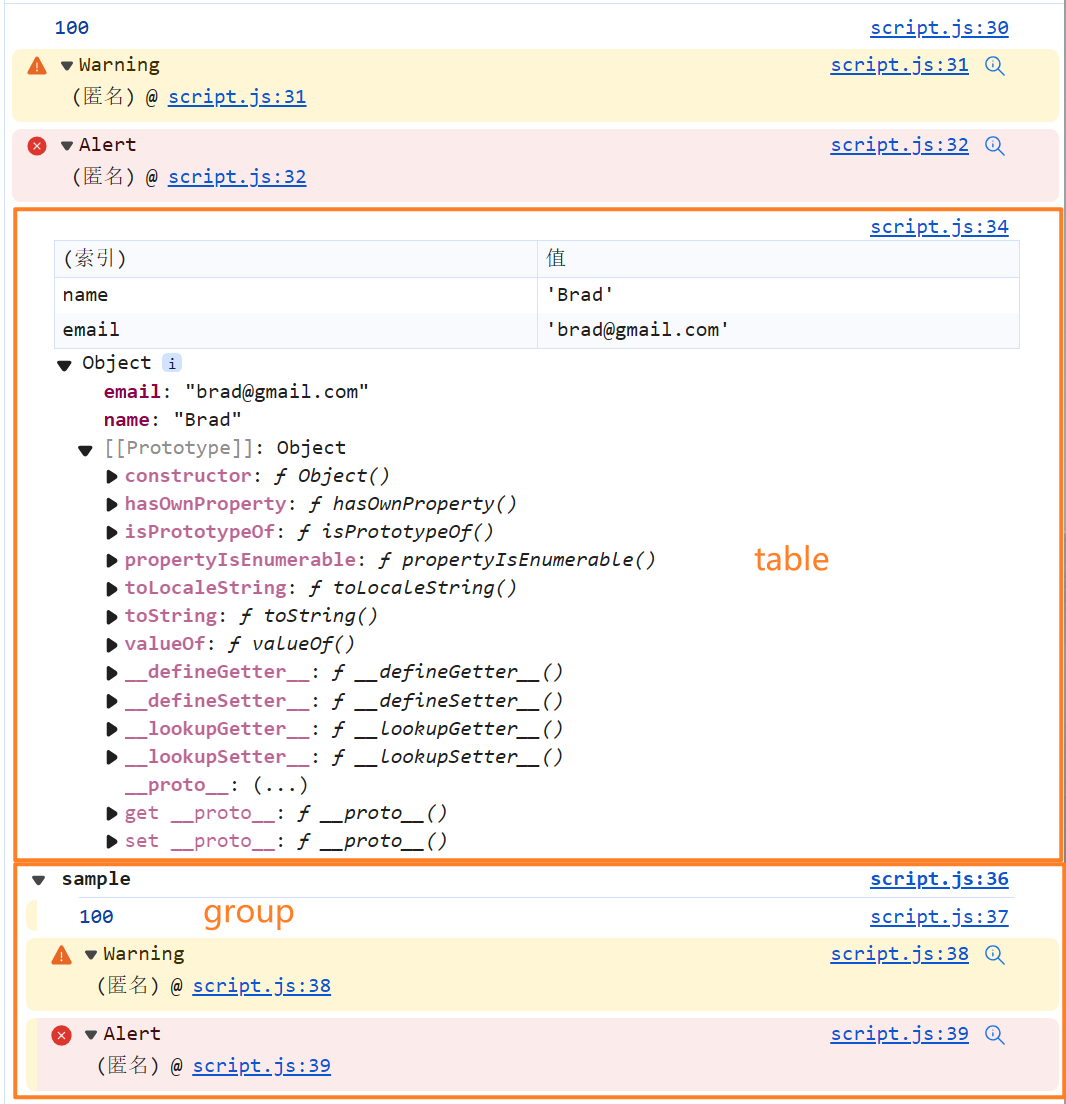 100 script.js:30
Warning script.js:31
(匿名) @ script.js:31
Alert script.js:32
(匿名) @ script.js:32
script.js:34
(索引) 值
name 'Brad'
email 'brad@gmail.com'
Object i
email: "brad@gmail.com"
name: "Brad"
[[Prototype]]: Object
constructor: ƒ Object()
hasOwnProperty: ƒ hasOwnProperty()
isPrototypeOf: ƒ isPrototypeOf()
propertyIsEnumerable: ƒ propertyIsEnumerable()
table
toLocaleString: ƒ toLocaleString()
toString: ƒ toString()
valueOf: ƒ valueOf()
__defineGetter__: ƒ __defineGetter__()
__defineSetter__: ƒ __defineSetter__()
__lookupGetter__: ƒ __lookupGetter__()
__lookupSetter__: ƒ __lookupSetter__()
__proto__: (...)
get __proto__: ƒ __proto__()
set __proto__: ƒ __proto__()
sample script.js:36
100 group script.js:37
Warning script.js:38
(匿名) @ script.js:38
Alert script.js:39
(匿名) @ script.js:39